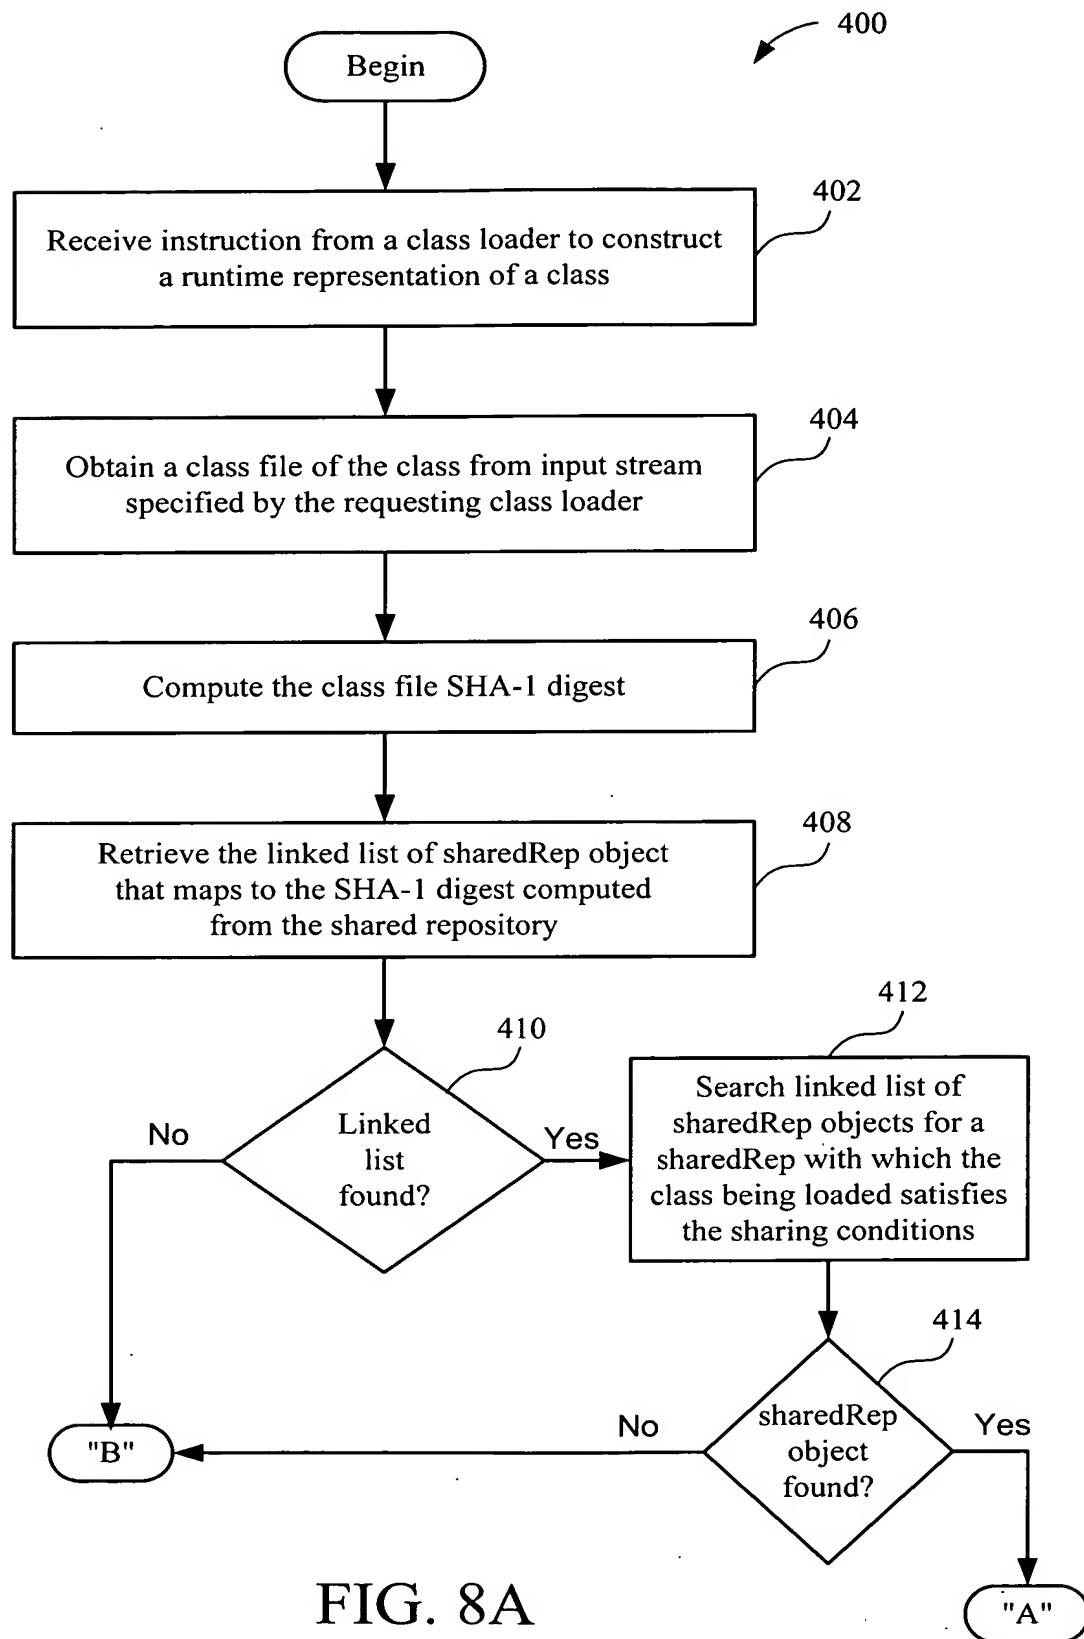 400
Begin
402
Receive instruction from a class loader to construct
a runtime representation of a class
404
Obtain a class file of the class from input stream
specified by the requesting class loader
406
Compute the class file SHA-1 digest
408
Retrieve the linked list of sharedRep object
that maps to the SHA-1 digest computed
from the shared repository
410
Linked
list
found?
No
Yes
412
Search linked list of
sharedRep objects for a
sharedRep with which the
class being loaded satisfies
the sharing conditions
414
sharedRep
object
found?
No
Yes
"B"
"A"
FIG. 8A